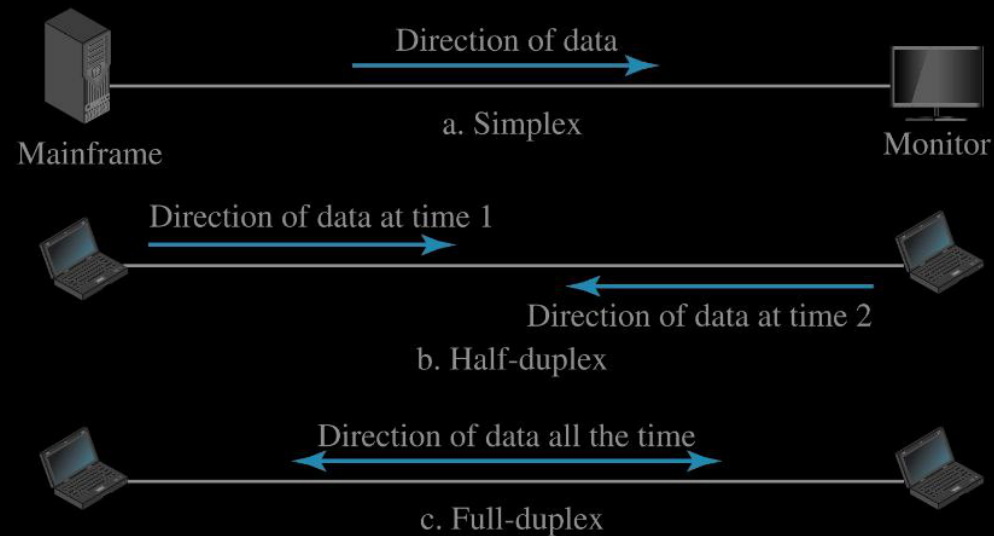 Direction of data
a. Simplex
Mainframe
Monitor
Direction of data at time 1
Direction of data at time 2
b. Half-duplex
Direction of data all the time
c. Full-duplex